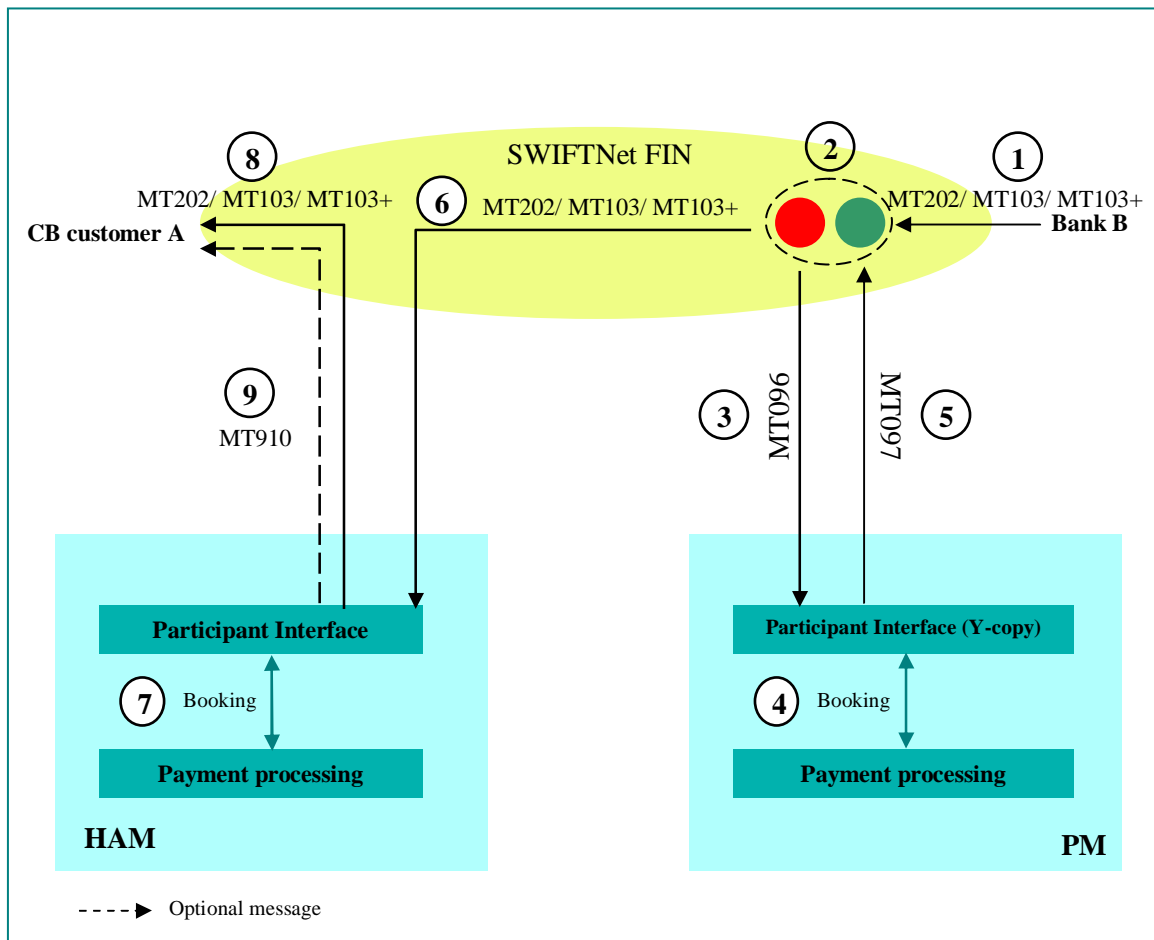 SWIFTNet FIN
8
2
1
MT202/ MT103/ MT103+
6
MT202/ MT103/ MT103+
MT202/ MT103/ MT103+
CB customer A
Bank B
9
MT910
3
MT096
MT097
5
Participant Interface
Participant Interface (Y-copy)
7
Booking
4
Booking
Payment processing
Payment processing
HAM
PM
Optional message